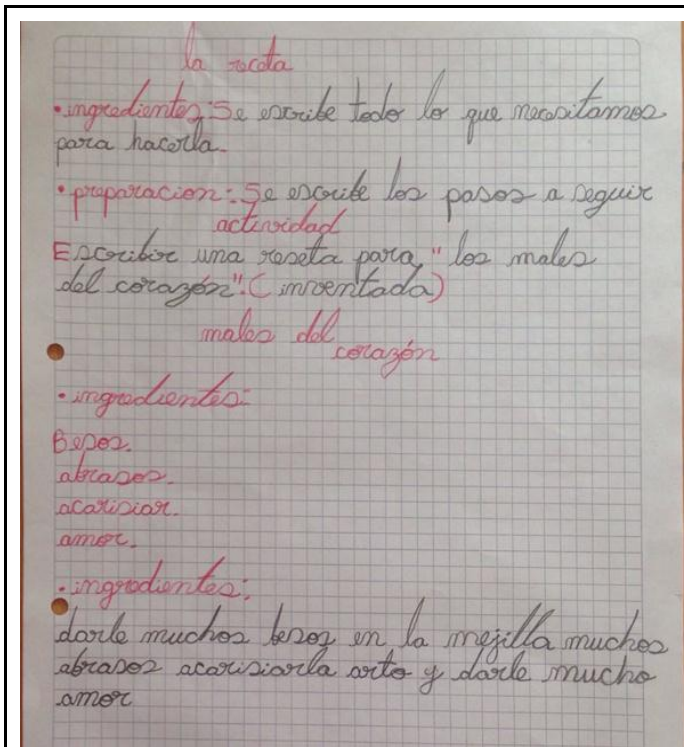 la receta
• ingredientes: Se escribe todo lo que necesitamos
para hacerla.
• preparacion: Se escribe los pasos a seguir
actividad
Escribir una reseta para "los males
del corazón". (inventada)
males del
corazón
• ingredientes:
Besos.
abrasos.
acarisiar.
amor.
• ingredientes:
darle muchos besos en la mejilla muchos
abrasos acarisiarla arto y darle mucho
amor